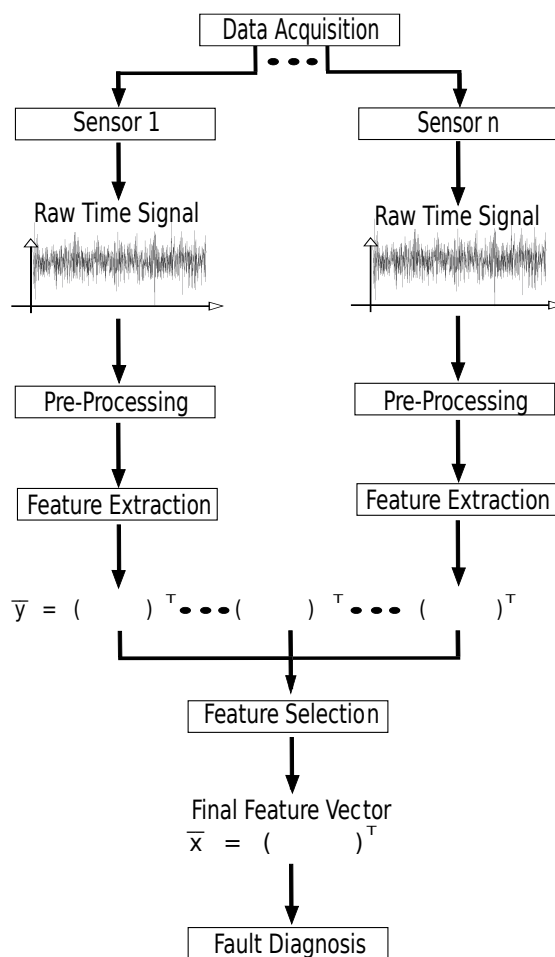 Data Acquisition
Sensor 1
Sensor n
Raw Time Signal
Raw Time Signal
Pre-Processing
Pre-Processing
Feature Extraction
Feature Extraction
y̅ = (      )ᵀ•••(      )ᵀ•••(      )ᵀ
Feature Selection
Final Feature Vector
x̅ = (      )ᵀ
Fault Diagnosis